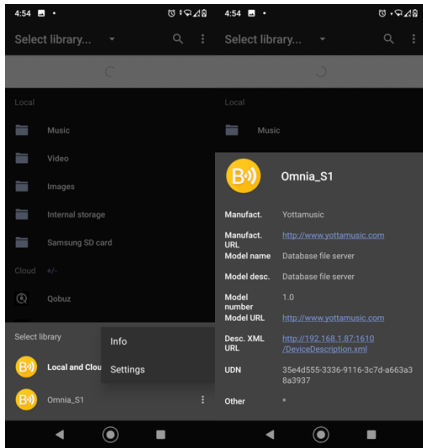 4:54
Select library...
Local
Music
Video
Images
Internal storage
Samsung SD card
Cloud +/-
Qobuz
Select library
Info
Local and Clou
Settings
Omnia_S1
4:54
Select library...
Local
Music
Omnia_S1
Manufact. Yottamusic
Manufact. URL http://www.yottamusic.com
Model name Database file server
Model desc. Database file server
Model number 1.0
Model URL http://www.yottamusic.com
Desc. XML URL http://192.168.1.87:1610
/DeviceDescription.xml
UDN 35e4d555-3336-9116-3c7d-a663a3
8a3937
Other *